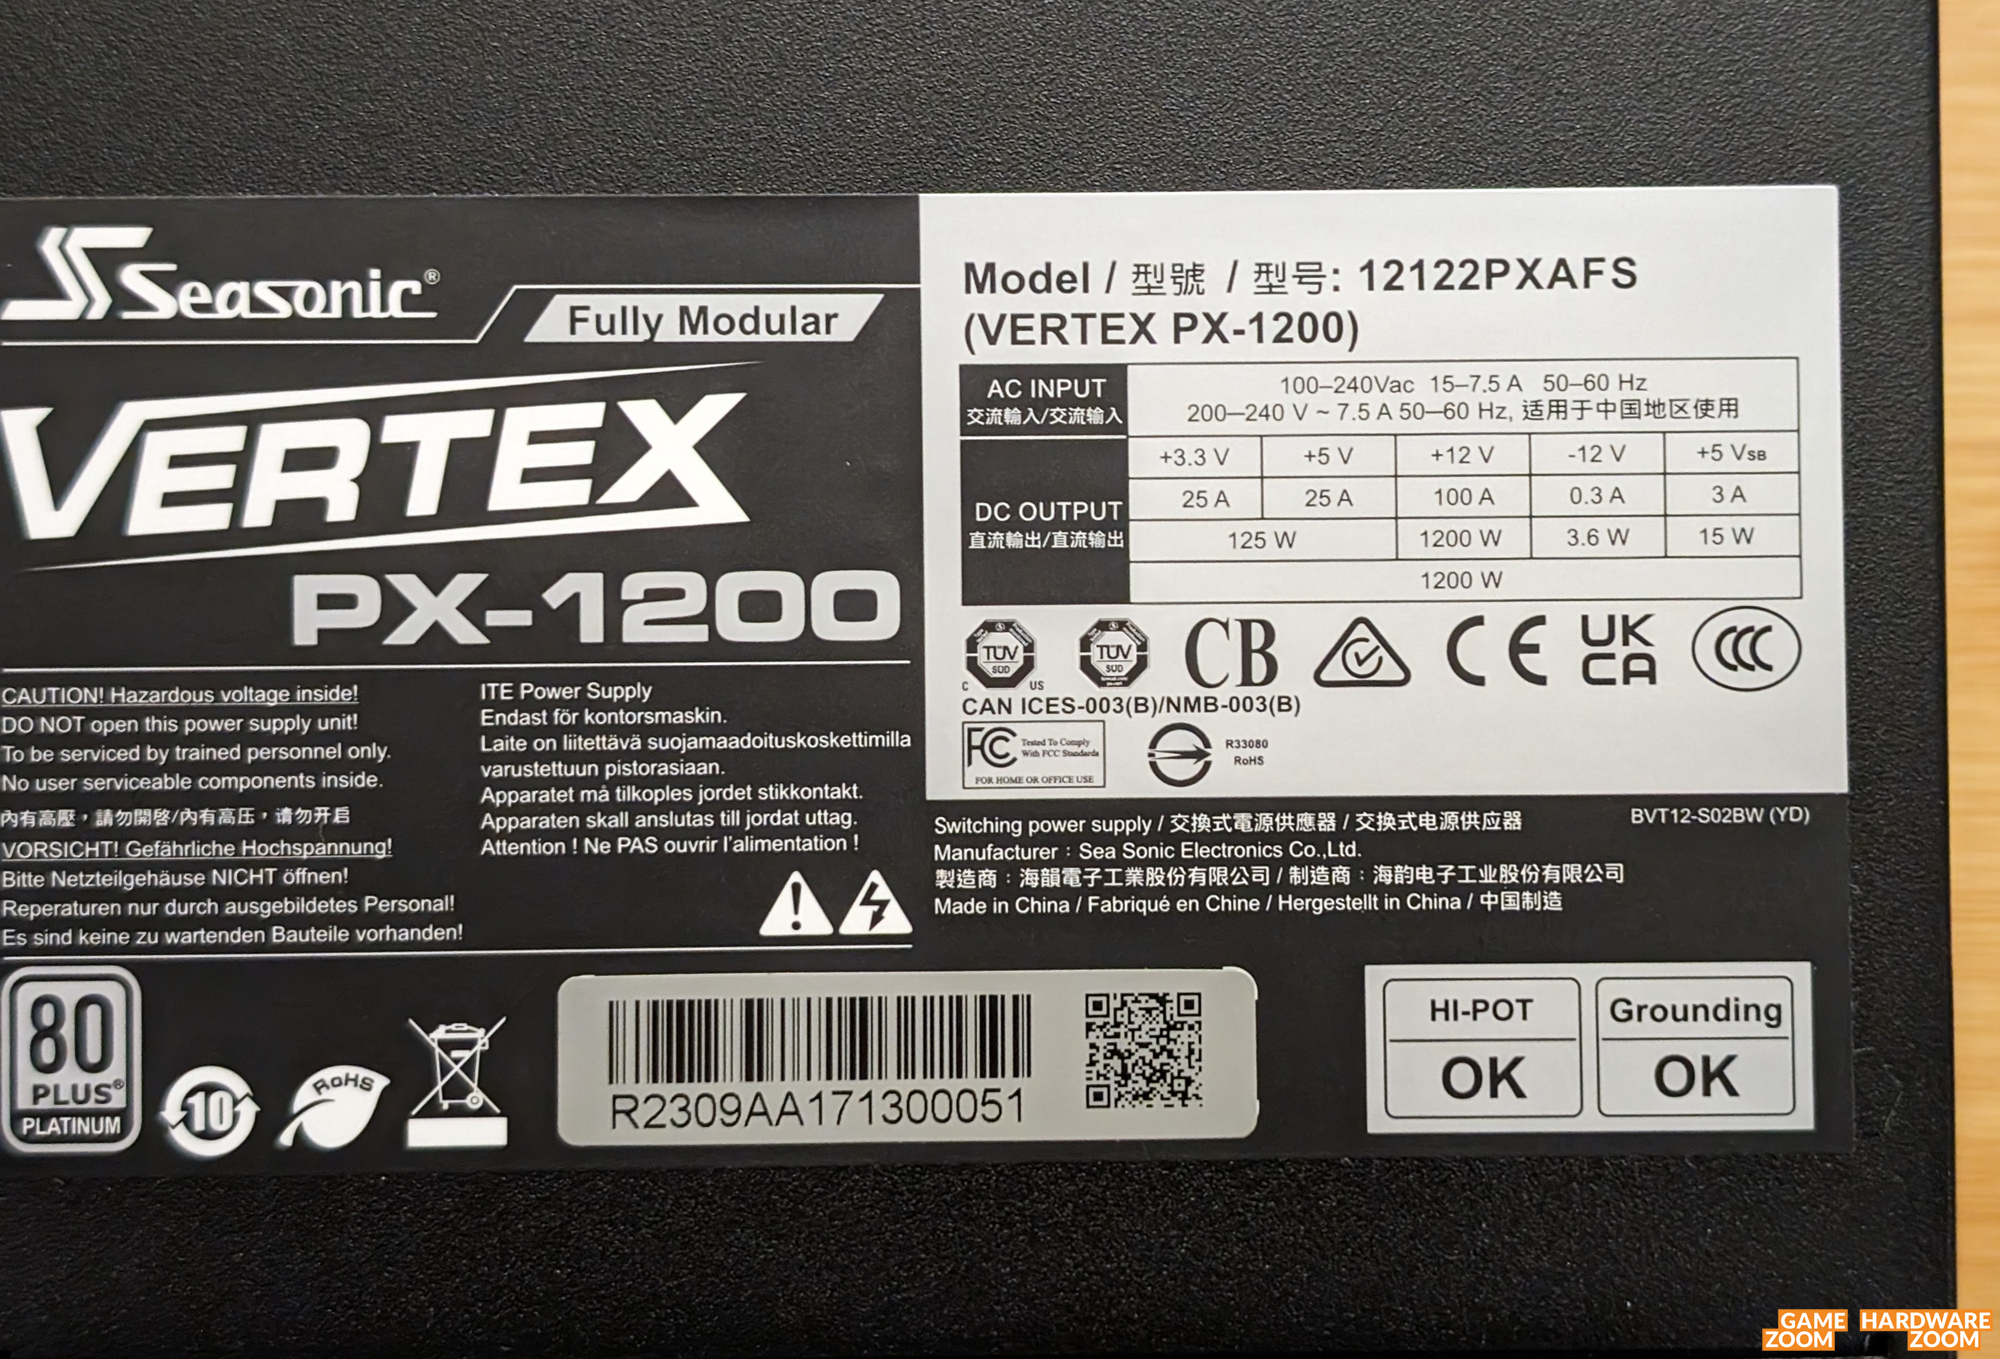 Seasonic®
Fully Modular
VERTEX
PX-1200
CAUTION! Hazardous voltage inside!
DO NOT open this power supply unit!
To be serviced by trained personnel only.
No user serviceable components inside.
內有高壓，請勿開啓/內有高压，请勿开启
VORSICHT! Gefährliche Hochspannung!
Bitte Netzteilgehäuse NICHT öffnen!
Reperaturen nur durch ausgebildetes Personal!
Es sind keine zu wartenden Bauteile vorhanden!
ITE Power Supply
Endast för kontorsmaskin.
Laite on liitettävä suojamaadoituskoskettimilla
varustettuun pistorasiaan.
Apparatet må tilkoples jordet stikkontakt.
Apparaten skall anslutas till jordat uttag.
Attention ! Ne PAS ouvrir l'alimentation !
80
PLUS®
PLATINUM
10
RoHS
R2309AA171300051
Model / 型號 / 型号: 12122PXAFS
(VERTEX PX-1200)
AC INPUT
交流輸入/交流输入
100–240Vac 15–7.5 A 50–60 Hz
200–240 V ~ 7.5 A 50–60 Hz, 适用于中国地区使用
DC OUTPUT
直流輸出/直流输出
+3.3 V +5 V +12 V -12 V +5 VSB
25 A 25 A 100 A 0.3 A 3 A
125 W 1200 W 3.6 W 15 W
1200 W
TÜV
SÜD
C US
TÜV
SÜD
CB
CE
UK
CA
CCC
CAN ICES-003(B)/NMB-003(B)
FC Tested To Comply
With FCC Standards
FOR HOME OR OFFICE USE
R33080
RoHS
Switching power supply / 交換式電源供應器 / 交换式电源供应器
BVT12-S02BW (YD)
Manufacturer：Sea Sonic Electronics Co.,Ltd.
製造商：海韻電子工業股份有限公司 / 制造商：海韵电子工业股份有限公司
Made in China / Fabriqué en Chine / Hergestellt in China / 中国制造
HI-POT
OK
Grounding
OK
GAME
ZOOM
HARDWARE
ZOOM